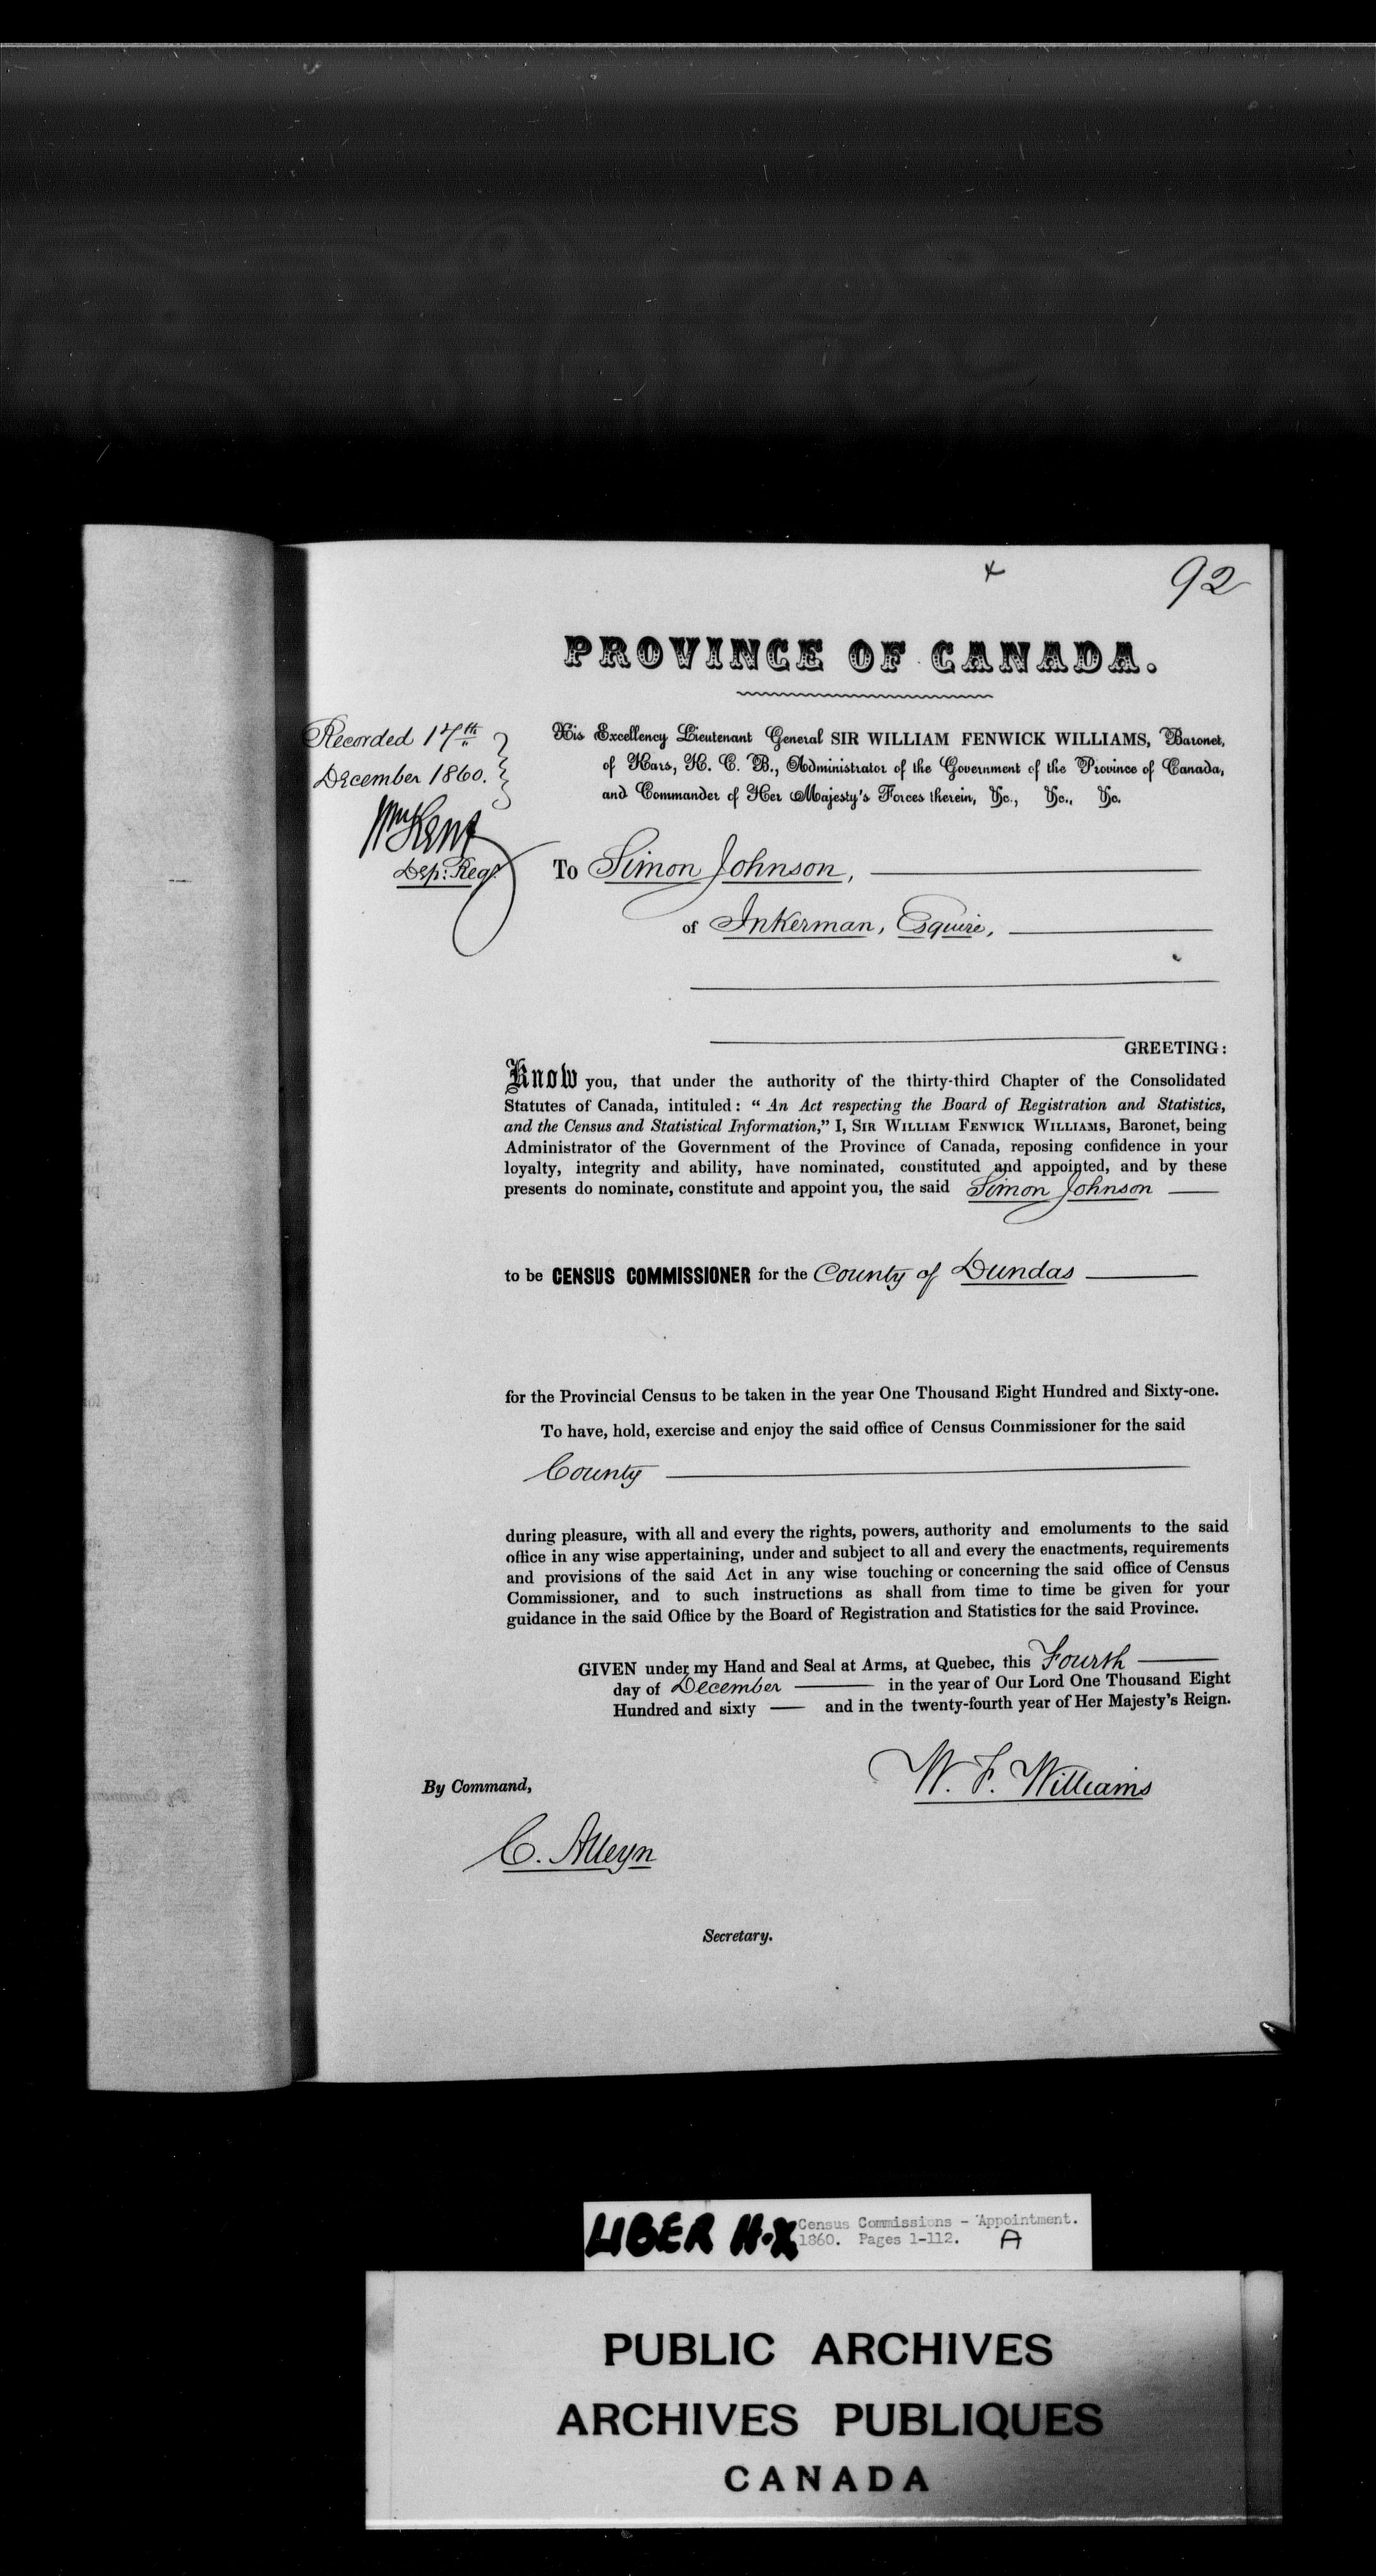 92
PROVINCE OF CANADA.
Recorded 17th
December 1860.
Wm Kent
Dep: Regr.
His Excellency Lieutenant General SIR WILLIAM FENWICK WILLIAMS, Baronet,
of Kars, K. C. B., Administrator of the Government of the Province of Canada,
and Commander of Her Majesty's Forces therein, &c., &c., &c.
To Simon Johnson,
of Inkerman, Esquire,
GREETING:
Know you, that under the authority of the thirty-third Chapter of the Consolidated
Statutes of Canada, intituled: “ An Act respecting the Board of Registration and Statistics,
and the Census and Statistical Information,” I, SIR WILLIAM FENWICK WILLIAMS, Baronet, being
Administrator of the Government of the Province of Canada, reposing confidence in your
loyalty, integrity and ability, have nominated, constituted and appointed, and by these
presents do nominate, constitute and appoint you, the said Simon Johnson
to be CENSUS COMMISSIONER for the County of Dundas
for the Provincial Census to be taken in the year One Thousand Eight Hundred and Sixty-one.
To have, hold, exercise and enjoy the said office of Census Commissioner for the said
County
during pleasure, with all and every the rights, powers, authority and emoluments to the said
office in any wise appertaining, under and subject to all and every the enactments, requirements
and provisions of the said Act in any wise touching or concerning the said office of Census
Commissioner, and to such instructions as shall from time to time be given for your
guidance in the said Office by the Board of Registration and Statistics for the said Province.
GIVEN under my Hand and Seal at Arms, at Quebec, this Fourth
day of December in the year of Our Lord One Thousand Eight
Hundred and sixty and in the twenty-fourth year of Her Majesty's Reign.
W. F. Williams
By Command,
C. Alleyn
Secretary.
LIBER H-X Census Commissions - Appointment.
1860. Pages 1-112. A
PUBLIC ARCHIVES
ARCHIVES PUBLIQUES
CANADA